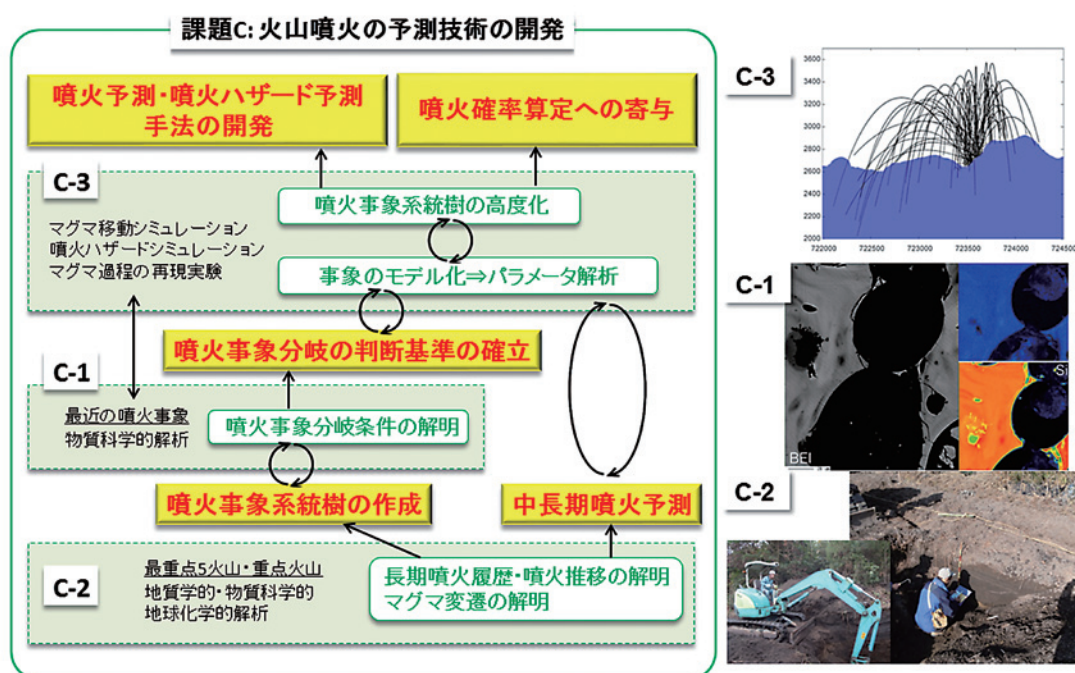 課題C: 火山噴火の予測技術の開発
噴火予測・噴火ハザード予測
手法の開発
噴火確率算定への寄与
C-3
マグマ移動シミュレーション
噴火ハザードシミュレーション
マグマ過程の再現実験
噴火事象系統樹の高度化
事象のモデル化⇒パラメータ解析
噴火事象分岐の判断基準の確立
C-1
最近の噴火事象
物質科学的解析
噴火事象分岐条件の解明
噴火事象系統樹の作成
中長期噴火予測
C-2
最重点5火山・重点火山
地質学的・物質科学的
地球化学的解析
長期噴火履歴・噴火推移の解明
マグマ変遷の解明
C-3
3600
3400
3200
3000
2800
2600
2400
2200
2000
722000
722500
723000
723500
724000
724500
C-1
BEI
Si
C-2